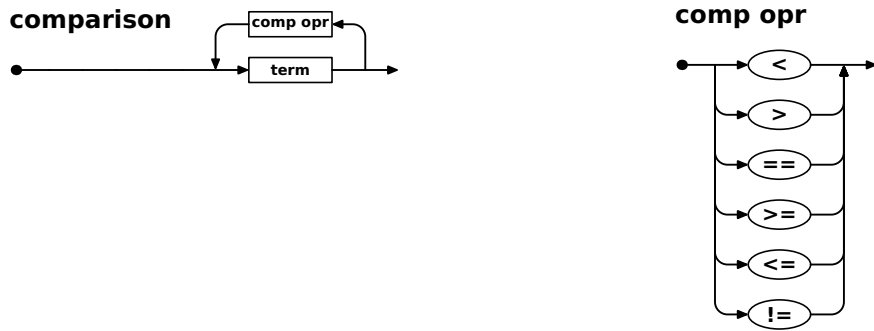 comparison
comp opr
term
comp opr
<
>
==
>=
<=
!=